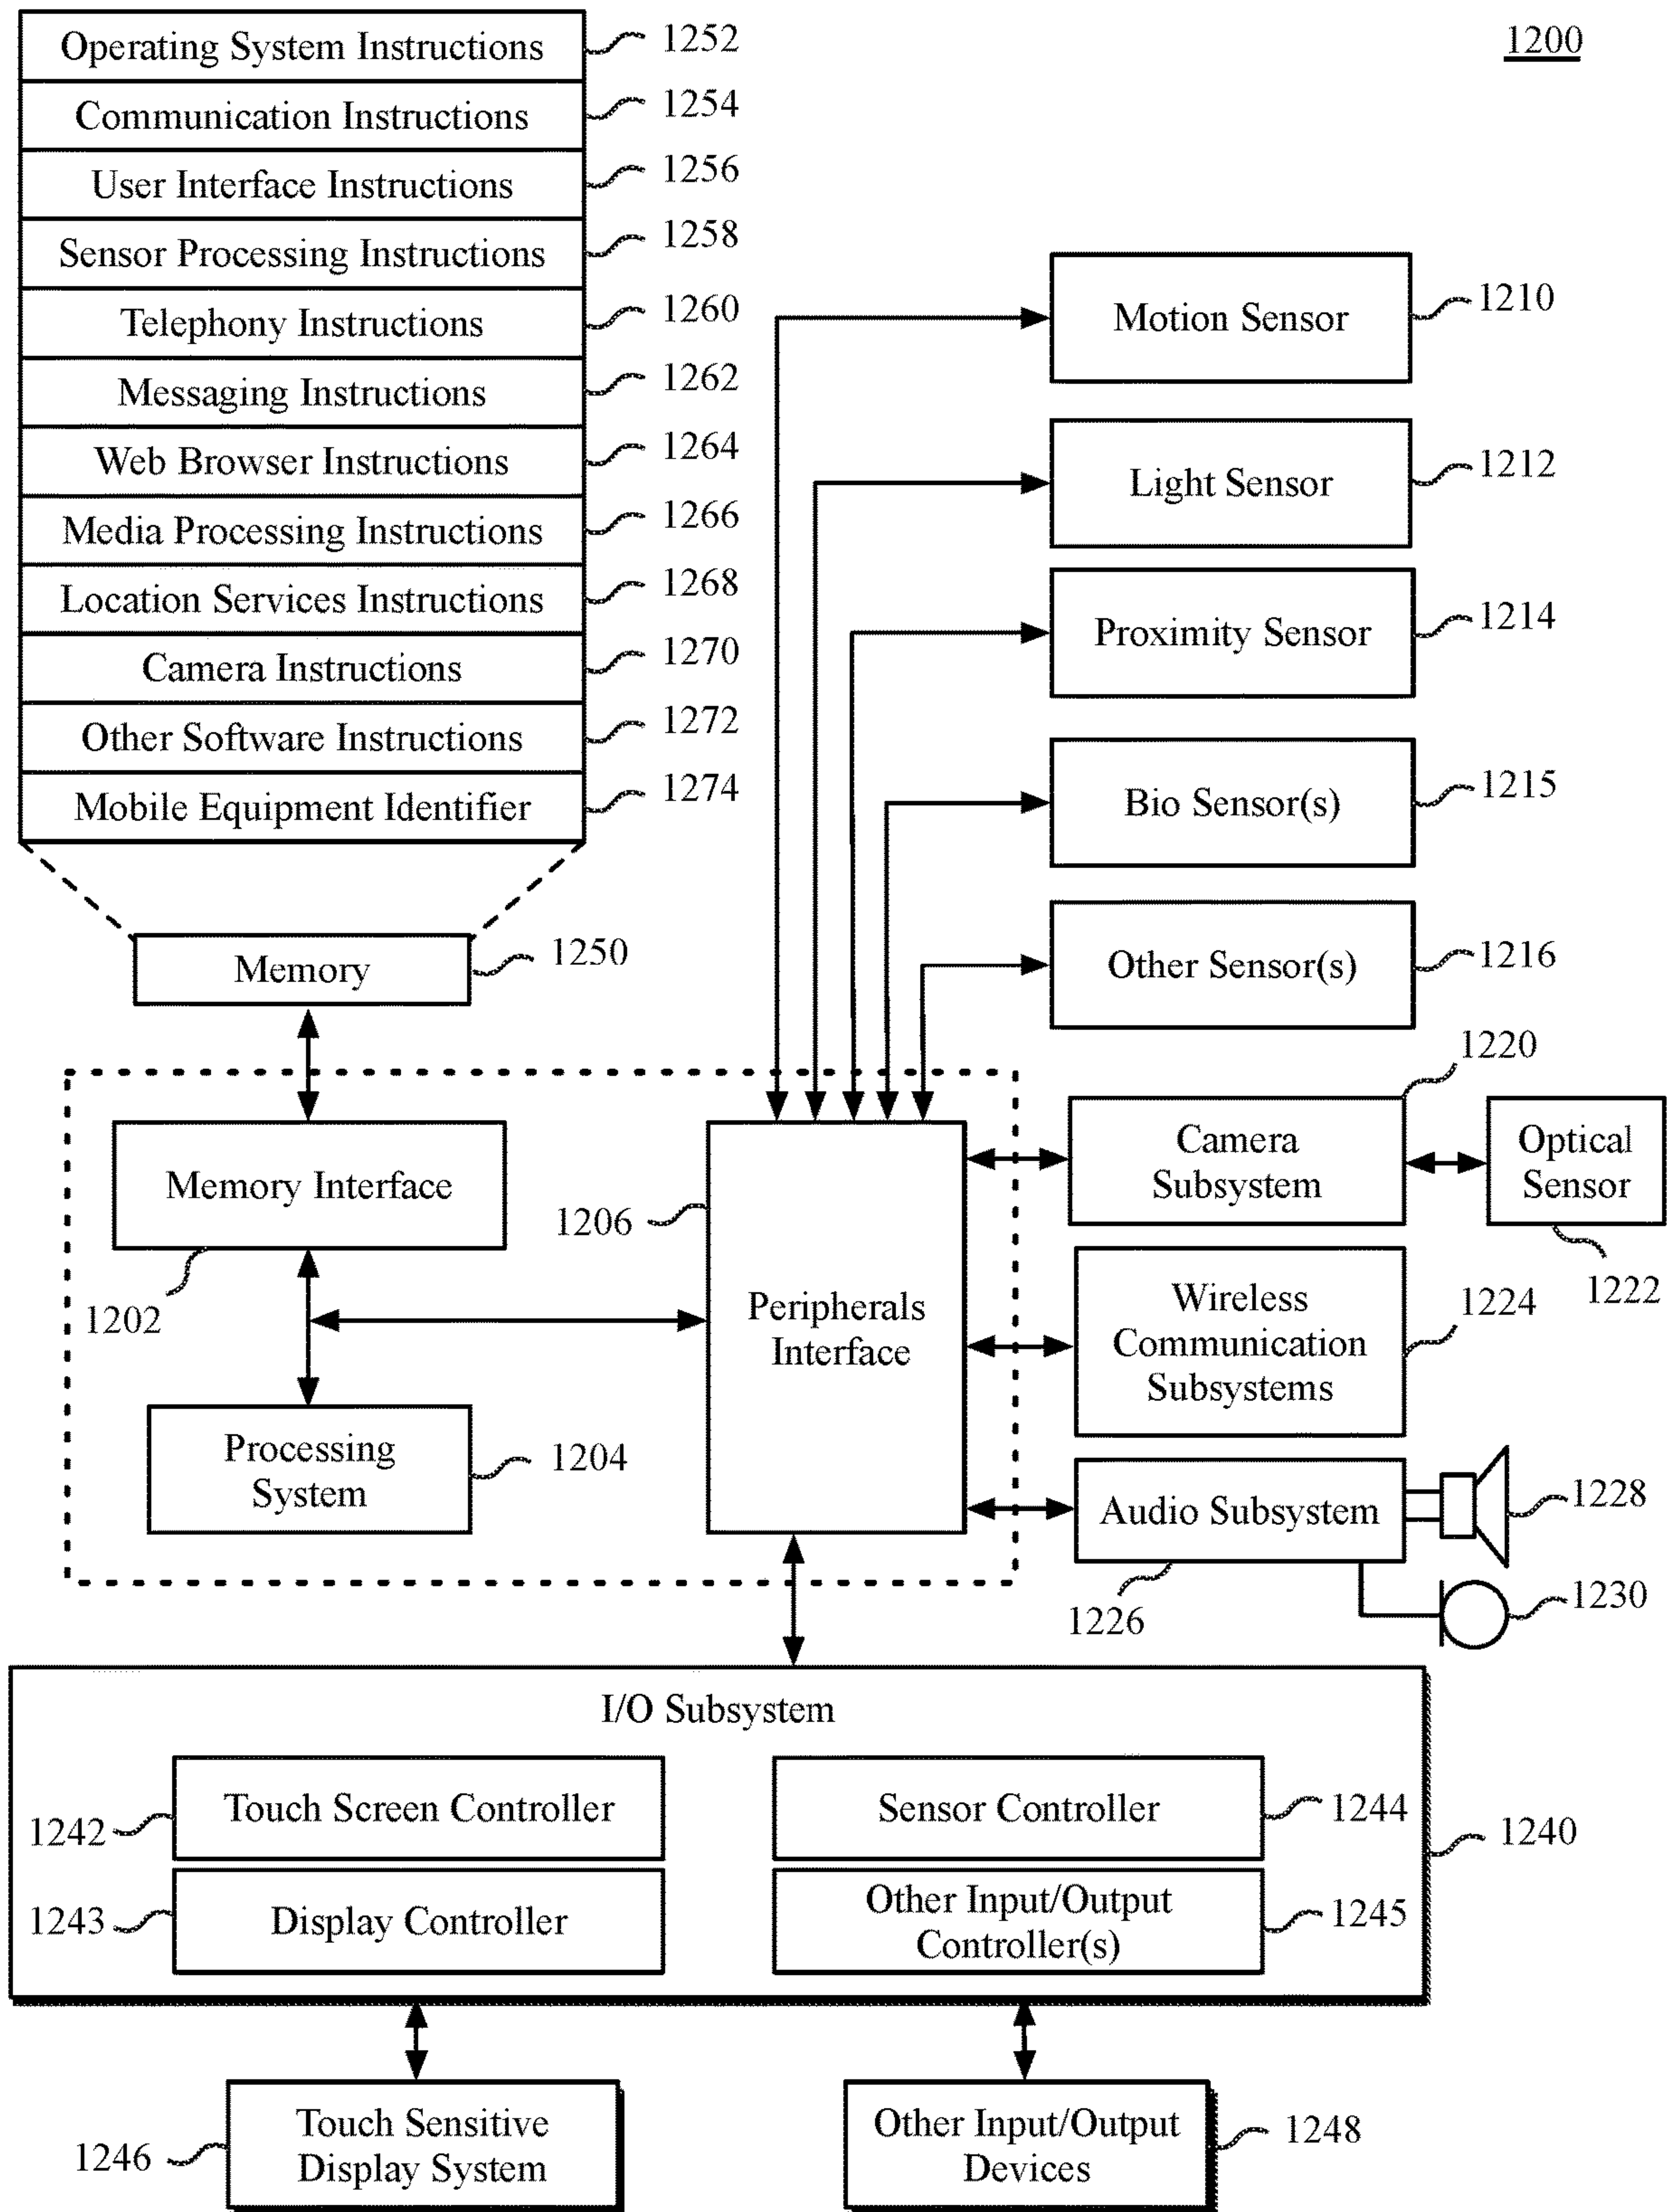 1200
Operating System Instructions
1252
Communication Instructions
1254
User Interface Instructions
1256
Sensor Processing Instructions
1258
Telephony Instructions
1260
Messaging Instructions
1262
Web Browser Instructions
1264
Media Processing Instructions
1266
Location Services Instructions
1268
Camera Instructions
1270
Other Software Instructions
1272
Mobile Equipment Identifier
1274
Memory
1250
Motion Sensor
1210
Light Sensor
1212
Proximity Sensor
1214
Bio Sensor(s)
1215
Other Sensor(s)
1216
Memory Interface
1202
Processing
System
1204
1206
Peripherals
Interface
1220
Camera
Subsystem
Optical
Sensor
1222
Wireless
Communication
Subsystems
1224
Audio Subsystem
1226
1228
1230
I/O Subsystem
1240
Touch Screen Controller
1242
Display Controller
1243
Sensor Controller
1244
Other Input/Output
Controller(s)
1245
Touch Sensitive
Display System
1246
Other Input/Output
Devices
1248